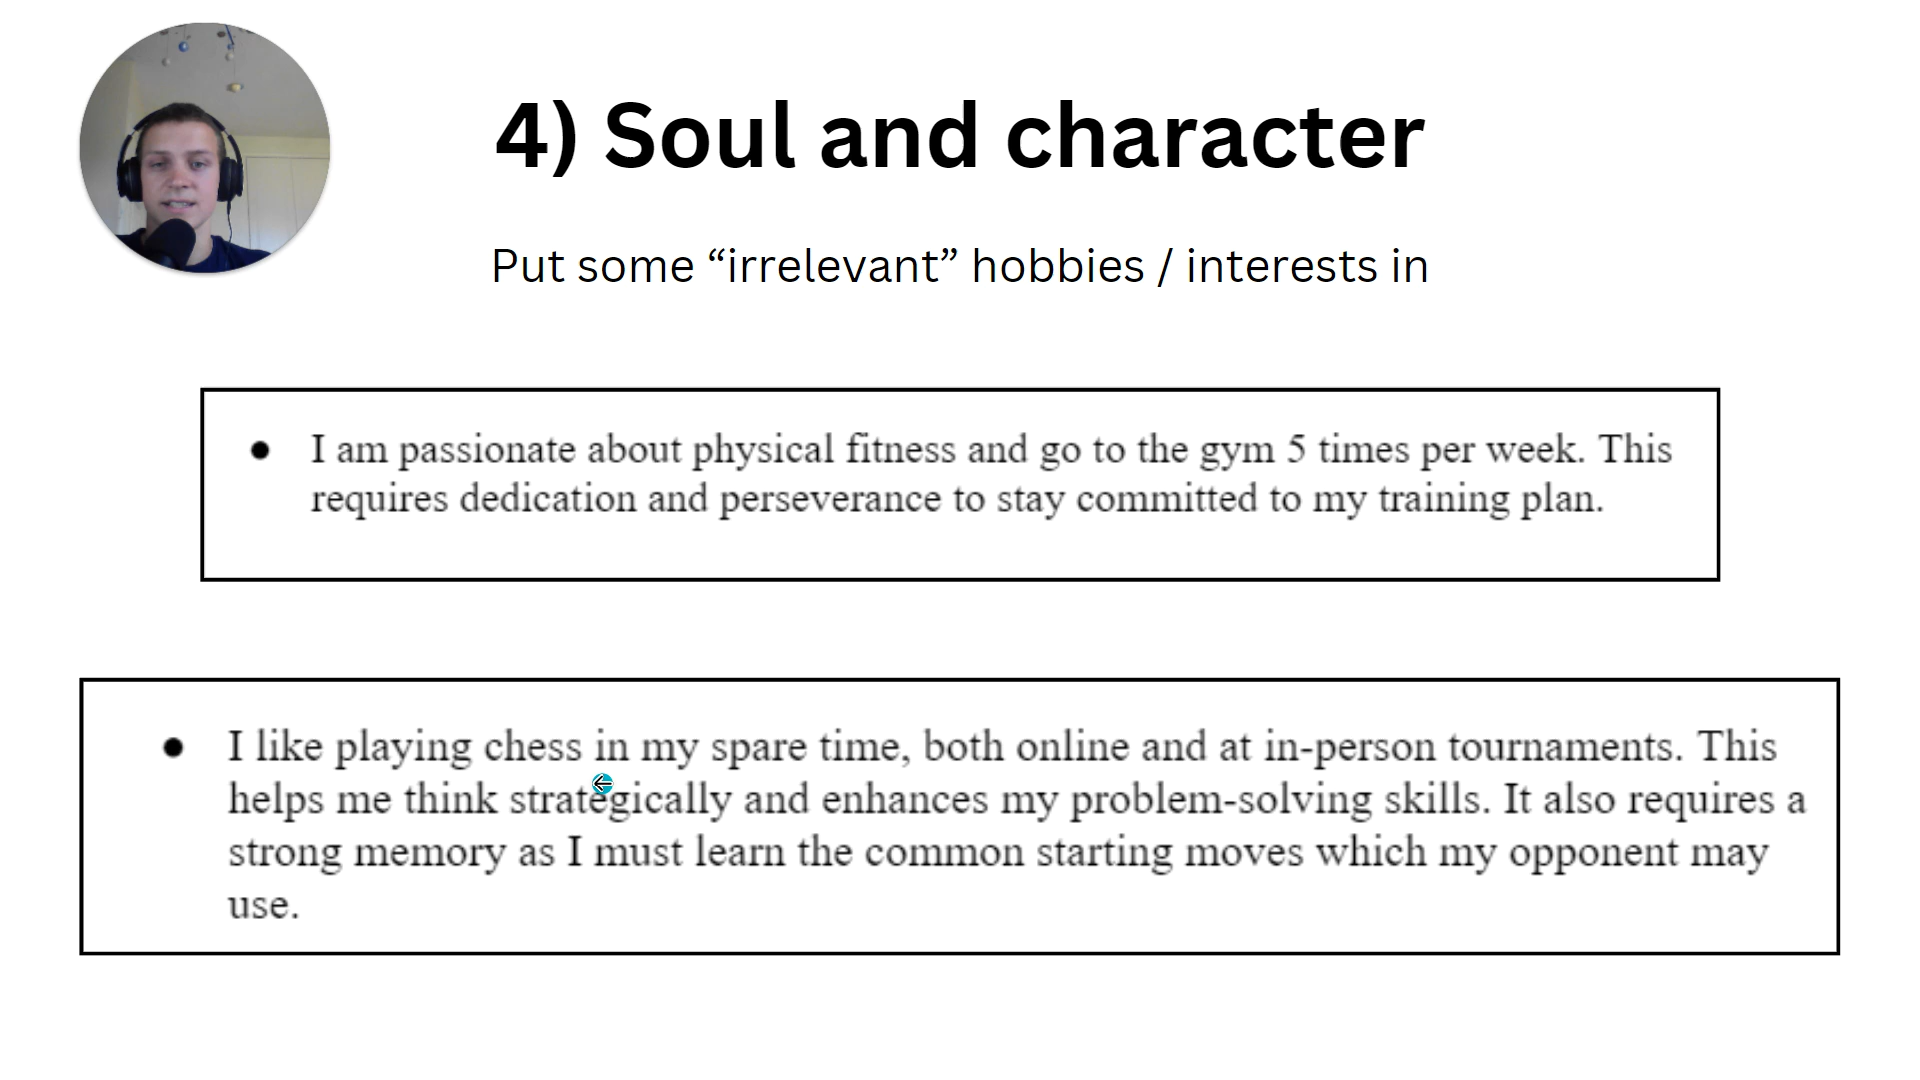 4) Soul and character
Put some “irrelevant” hobbies / interests in
● I am passionate about physical fitness and go to the gym 5 times per week. This
requires dedication and perseverance to stay committed to my training plan.
● I like playing chess in my spare time, both online and at in-person tournaments. This
helps me think strategically and enhances my problem-solving skills. It also requires a
strong memory as I must learn the common starting moves which my opponent may
use.